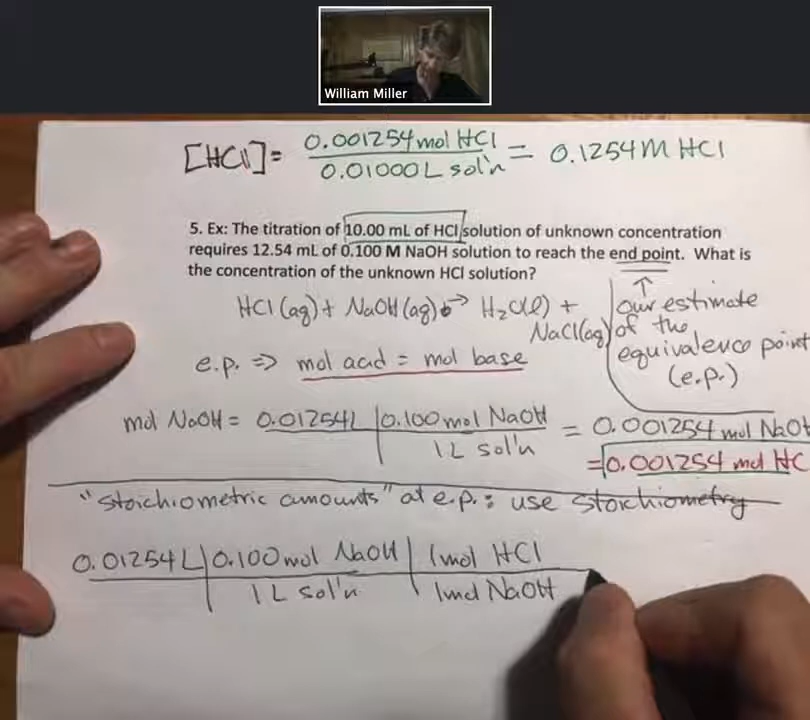 William Miller
[HCl] = 0.001254 mol HCl / 0.01000 L sol'n = 0.1254 M HCl
5. Ex: The titration of 10.00 mL of HCl solution of unknown concentration
requires 12.54 mL of 0.100 M NaOH solution to reach the end point. What is
the concentration of the unknown HCl solution?
HCl(aq) + NaOH(aq) → H₂O(l) +
NaCl(aq)
↑
our estimate
of the
equivalence point
(e.p.)
e.p. ⇒ mol acid = mol base
mol NaOH = 0.01254 L | 0.100 mol NaOH / 1 L sol'n = 0.001254 mol NaOH
= 0.001254 mol HC
"stoichiometric amounts" at e.p.: use stoichiometry
0.01254 L | 0.100 mol NaOH | 1 mol HCl
1 L sol'n | 1 mol NaOH